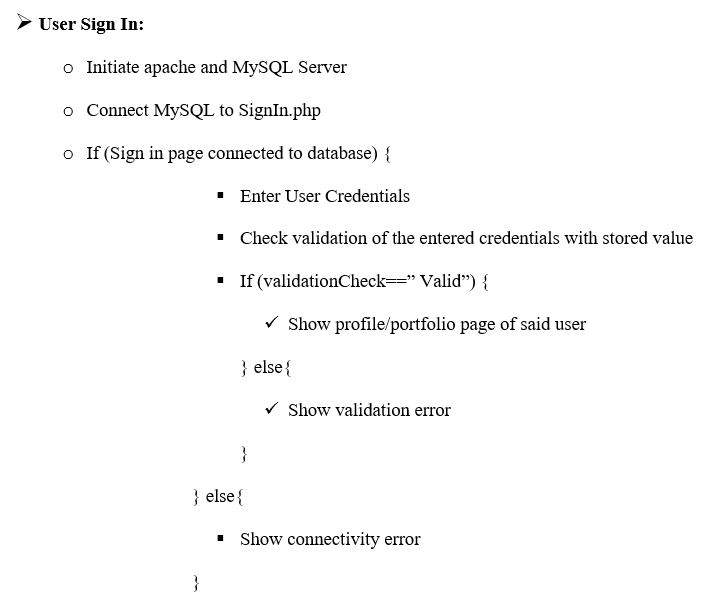 ➢ User Sign In:
o Initiate apache and MySQL Server
o Connect MySQL to SignIn.php
o If (Sign in page connected to database) {
▪ Enter User Credentials
▪ Check validation of the entered credentials with stored value
▪ If (validationCheck==” Valid”) {
✓ Show profile/portfolio page of said user
} else{
✓ Show validation error
}
} else{
▪ Show connectivity error
}